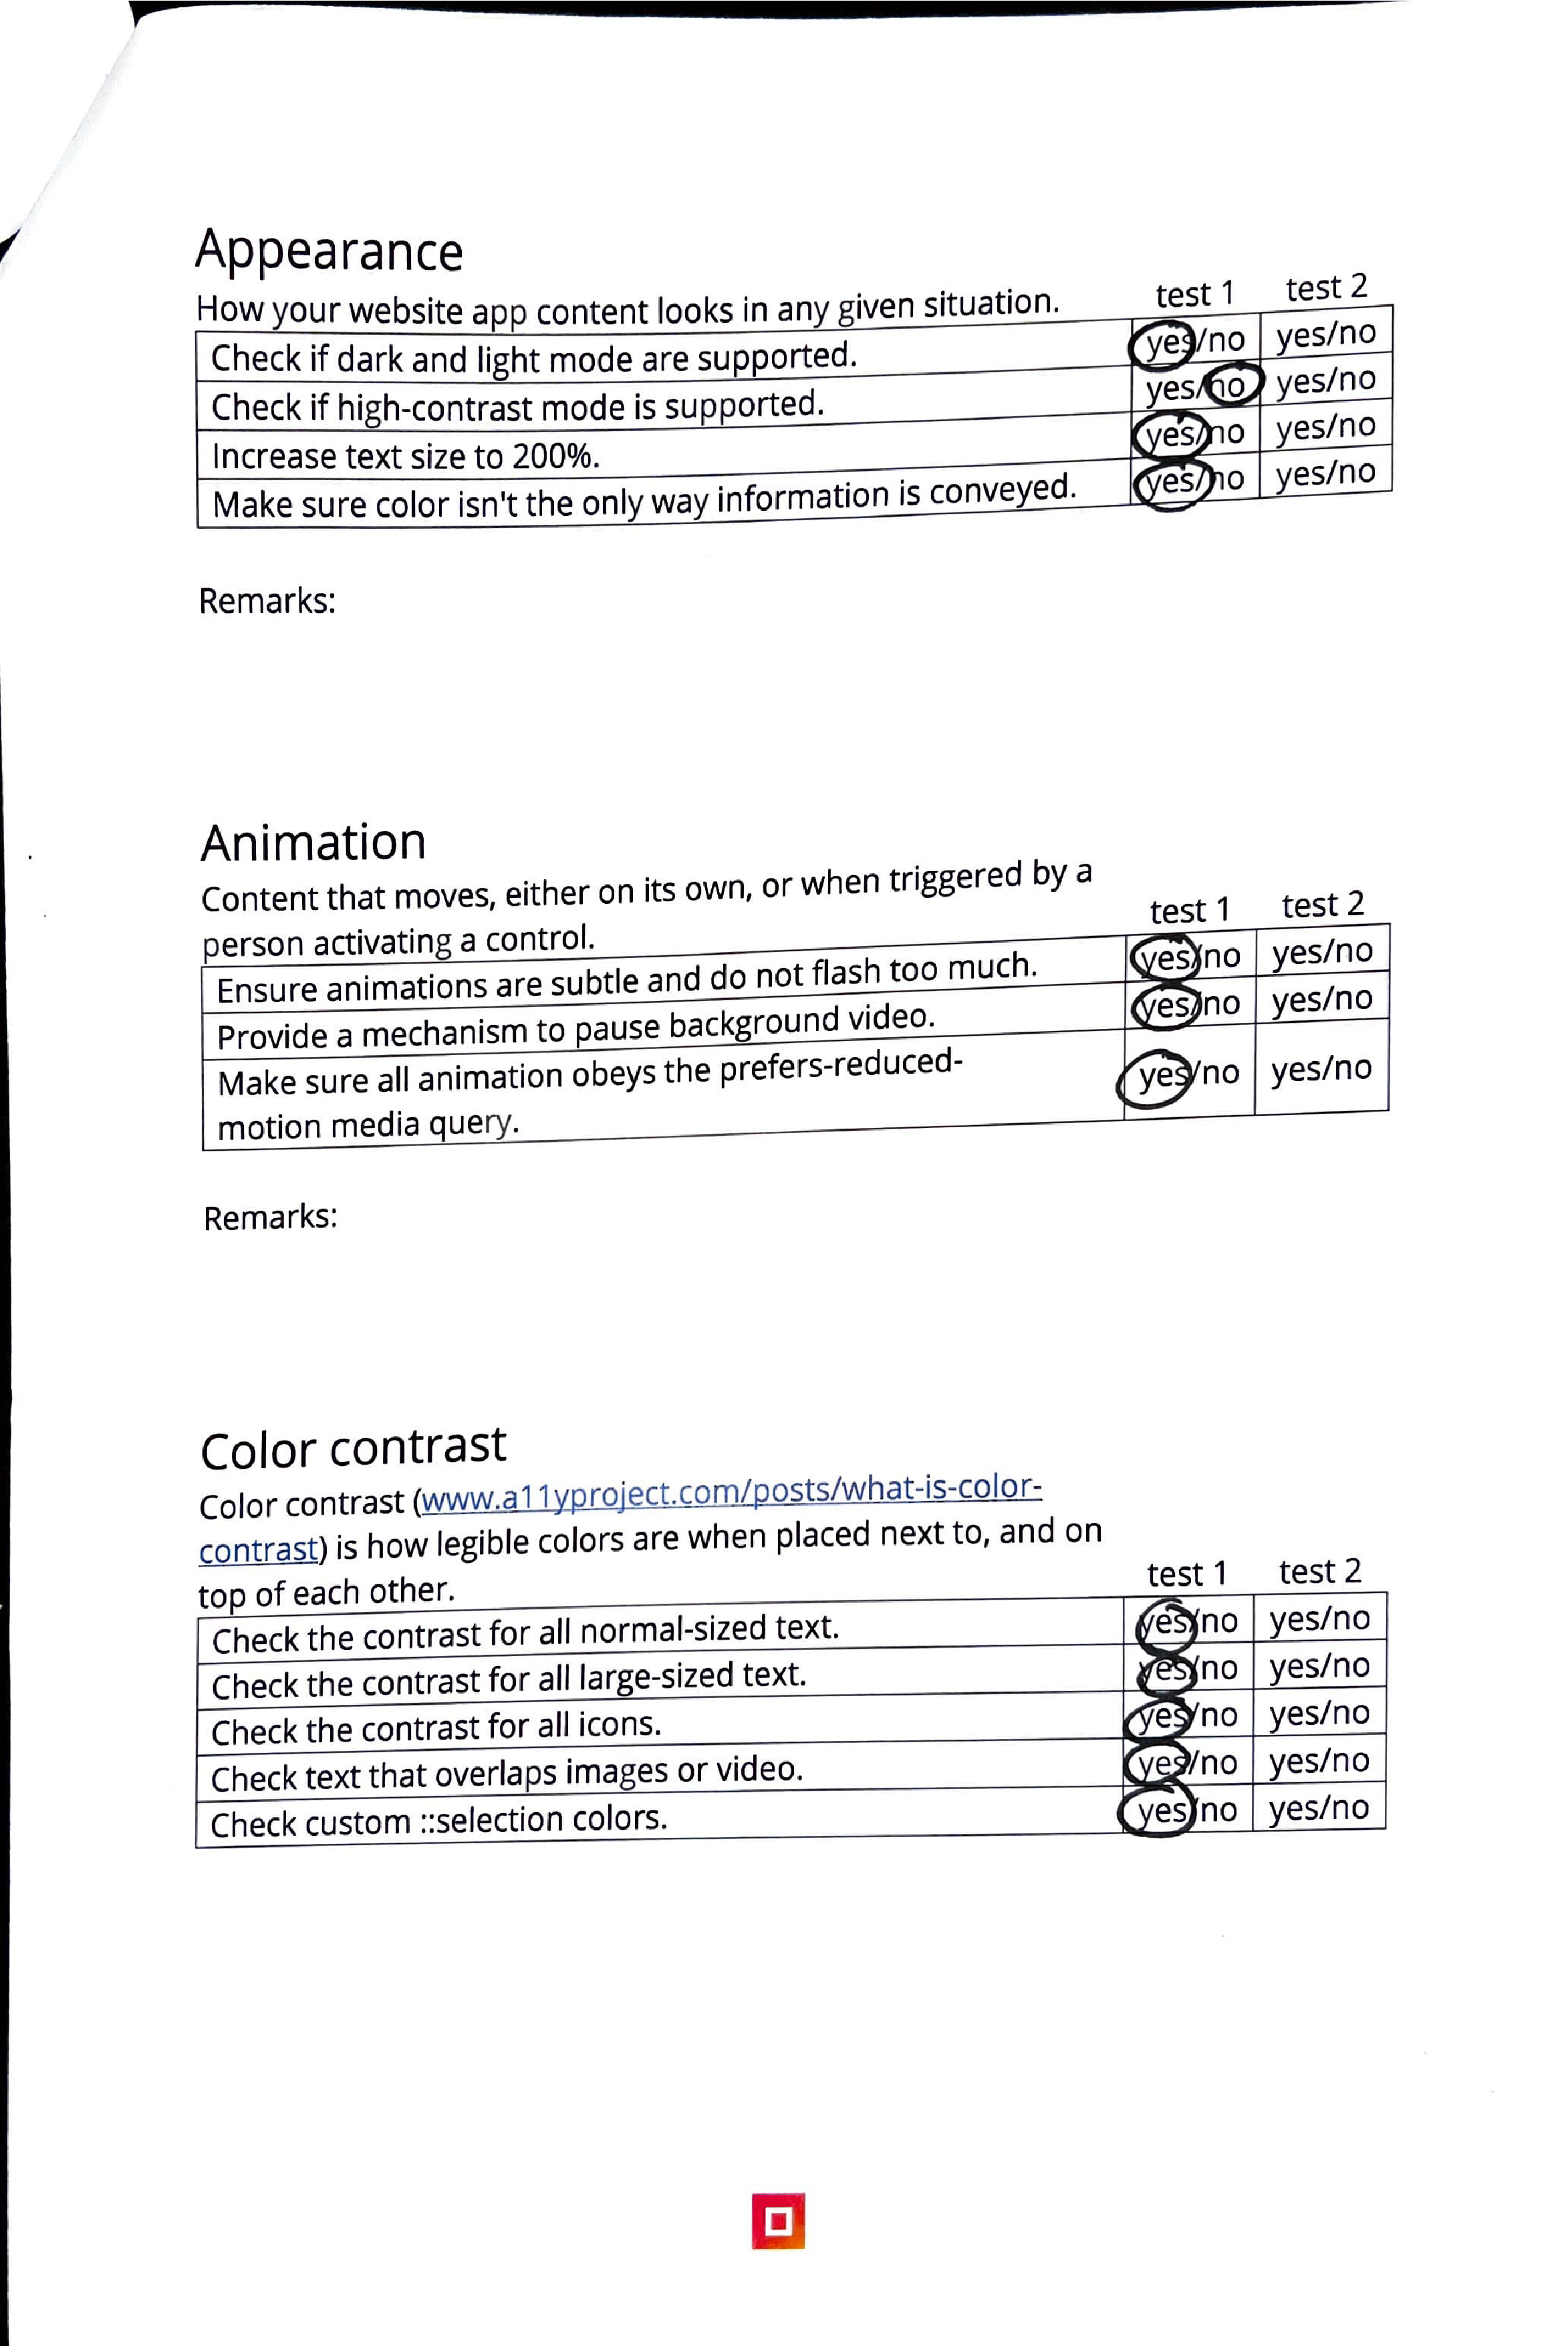 Appearance
How your website app content looks in any given situation. test 1 test 2
Check if dark and light mode are supported. yes/no yes/no
Check if high-contrast mode is supported. yes/no yes/no
Increase text size to 200%. yes/no yes/no
Make sure color isn't the only way information is conveyed. yes/no yes/no
Remarks:
Animation
Content that moves, either on its own, or when triggered by a
person activating a control. test 1 test 2
Ensure animations are subtle and do not flash too much. yes/no yes/no
Provide a mechanism to pause background video. yes/no yes/no
Make sure all animation obeys the prefers-reduced-
motion media query. yes/no yes/no
Remarks:
Color contrast
Color contrast (www.a11yproject.com/posts/what-is-color-
contrast) is how legible colors are when placed next to, and on
top of each other. test 1 test 2
Check the contrast for all normal-sized text. yes/no yes/no
Check the contrast for all large-sized text. yes/no yes/no
Check the contrast for all icons. yes/no yes/no
Check text that overlaps images or video. yes/no yes/no
Check custom ::selection colors. yes/no yes/no